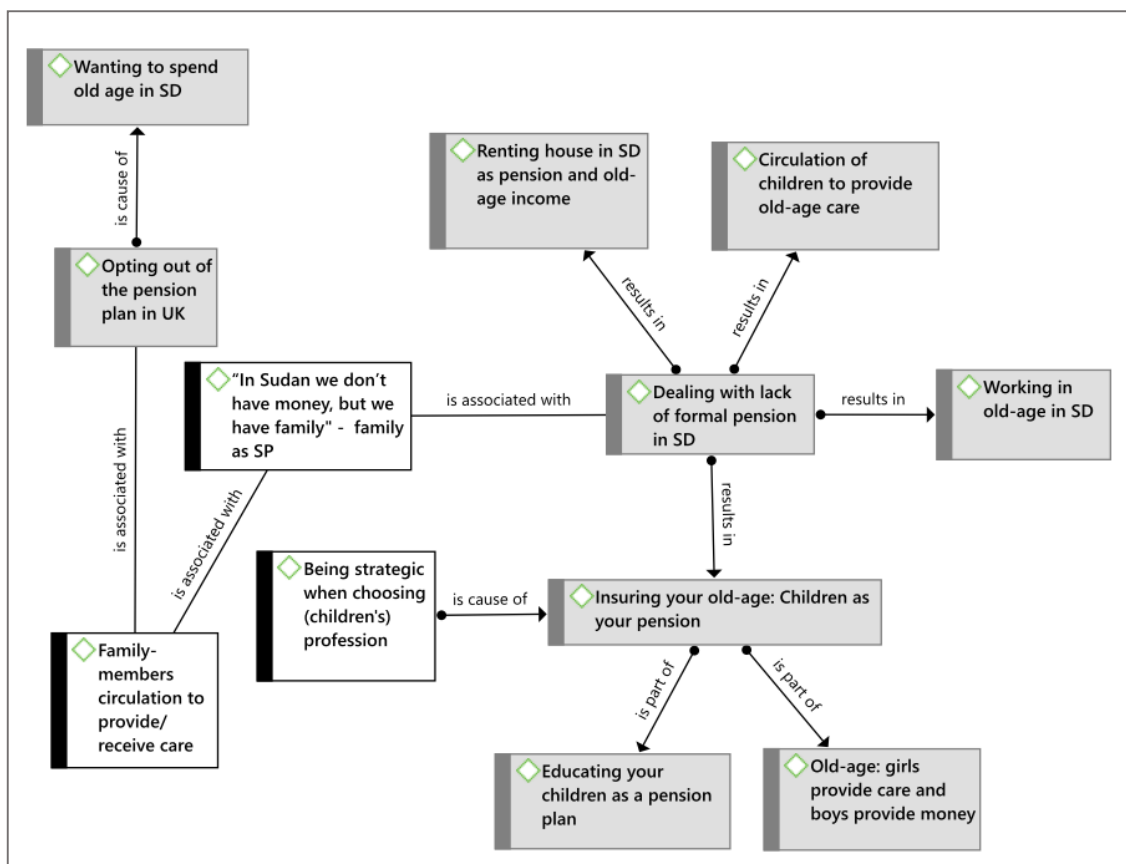 Wanting to spend
old age in SD
is cause of
Opting out of
the pension
plan in UK
is associated with
Renting house in SD
as pension and old-
age income
Circulation of
children to provide
old-age care
results in
results in
"In Sudan we don't
have money, but we
have family" - family
as SP
is associated with
Dealing with lack
of formal pension
in SD
results in
Working in
old-age in SD
is associated with
results in
Being strategic
when choosing
(children's)
profession
is cause of
Insuring your old-age: Children as
your pension
Family-
members
circulation to
provide/
receive care
is part of
is part of
Educating your
children as a pension
plan
Old-age: girls
provide care and
boys provide money